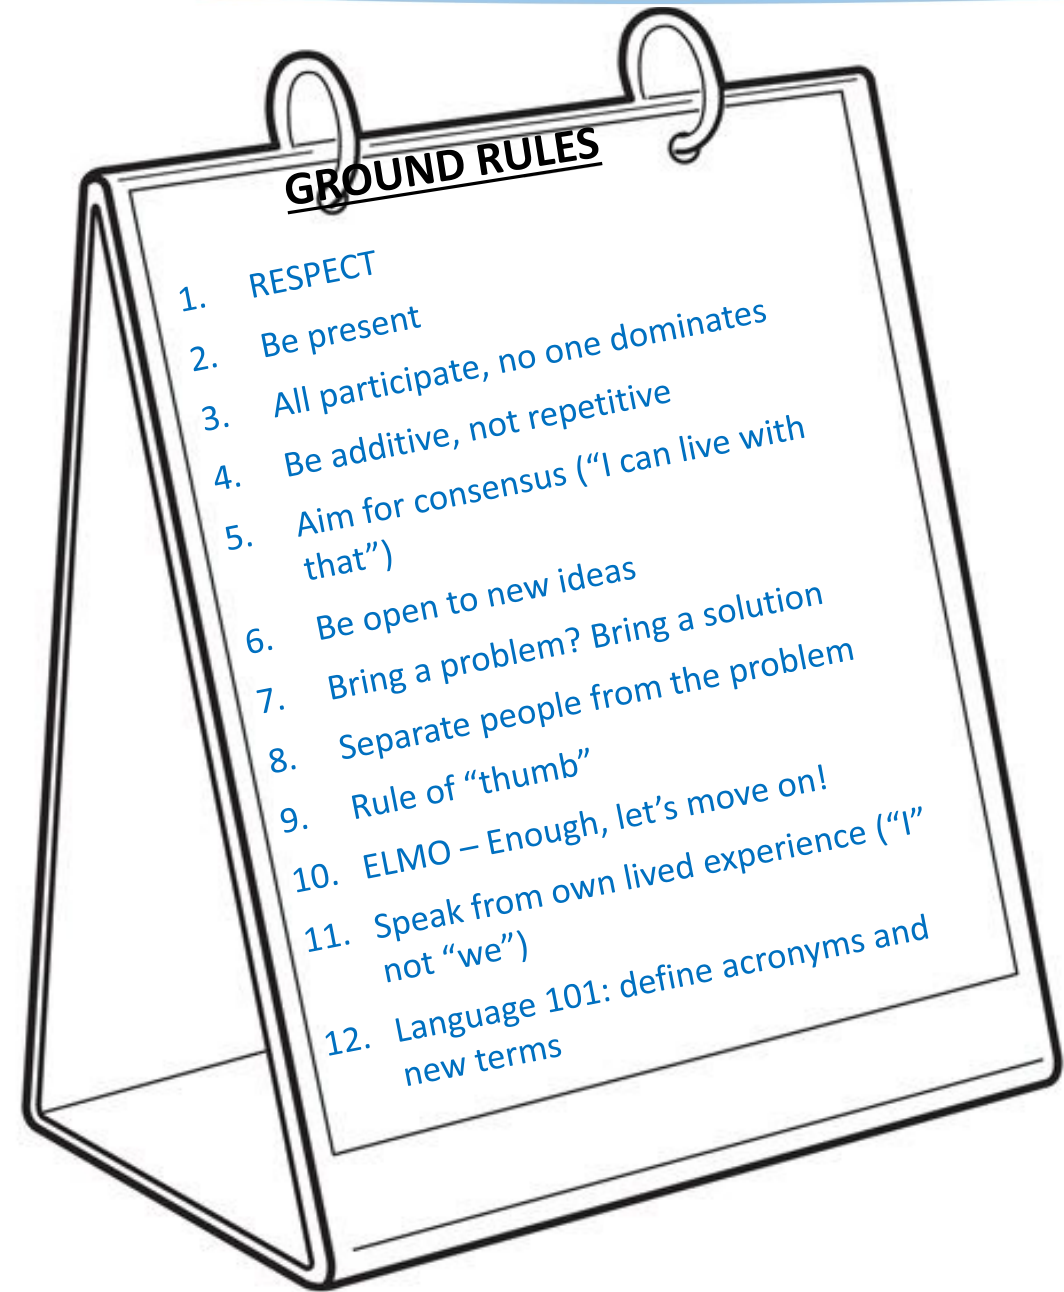 GROUND RULES
1. RESPECT
2. Be present
3. All participate, no one dominates
4. Be additive, not repetitive
5. Aim for consensus (“I can live with
that”)
6. Be open to new ideas
7. Bring a problem? Bring a solution
8. Separate people from the problem
9. Rule of “thumb”
10. ELMO – Enough, let’s move on!
11. Speak from own lived experience (“I”
not “we”)
12. Language 101: define acronyms and
new terms